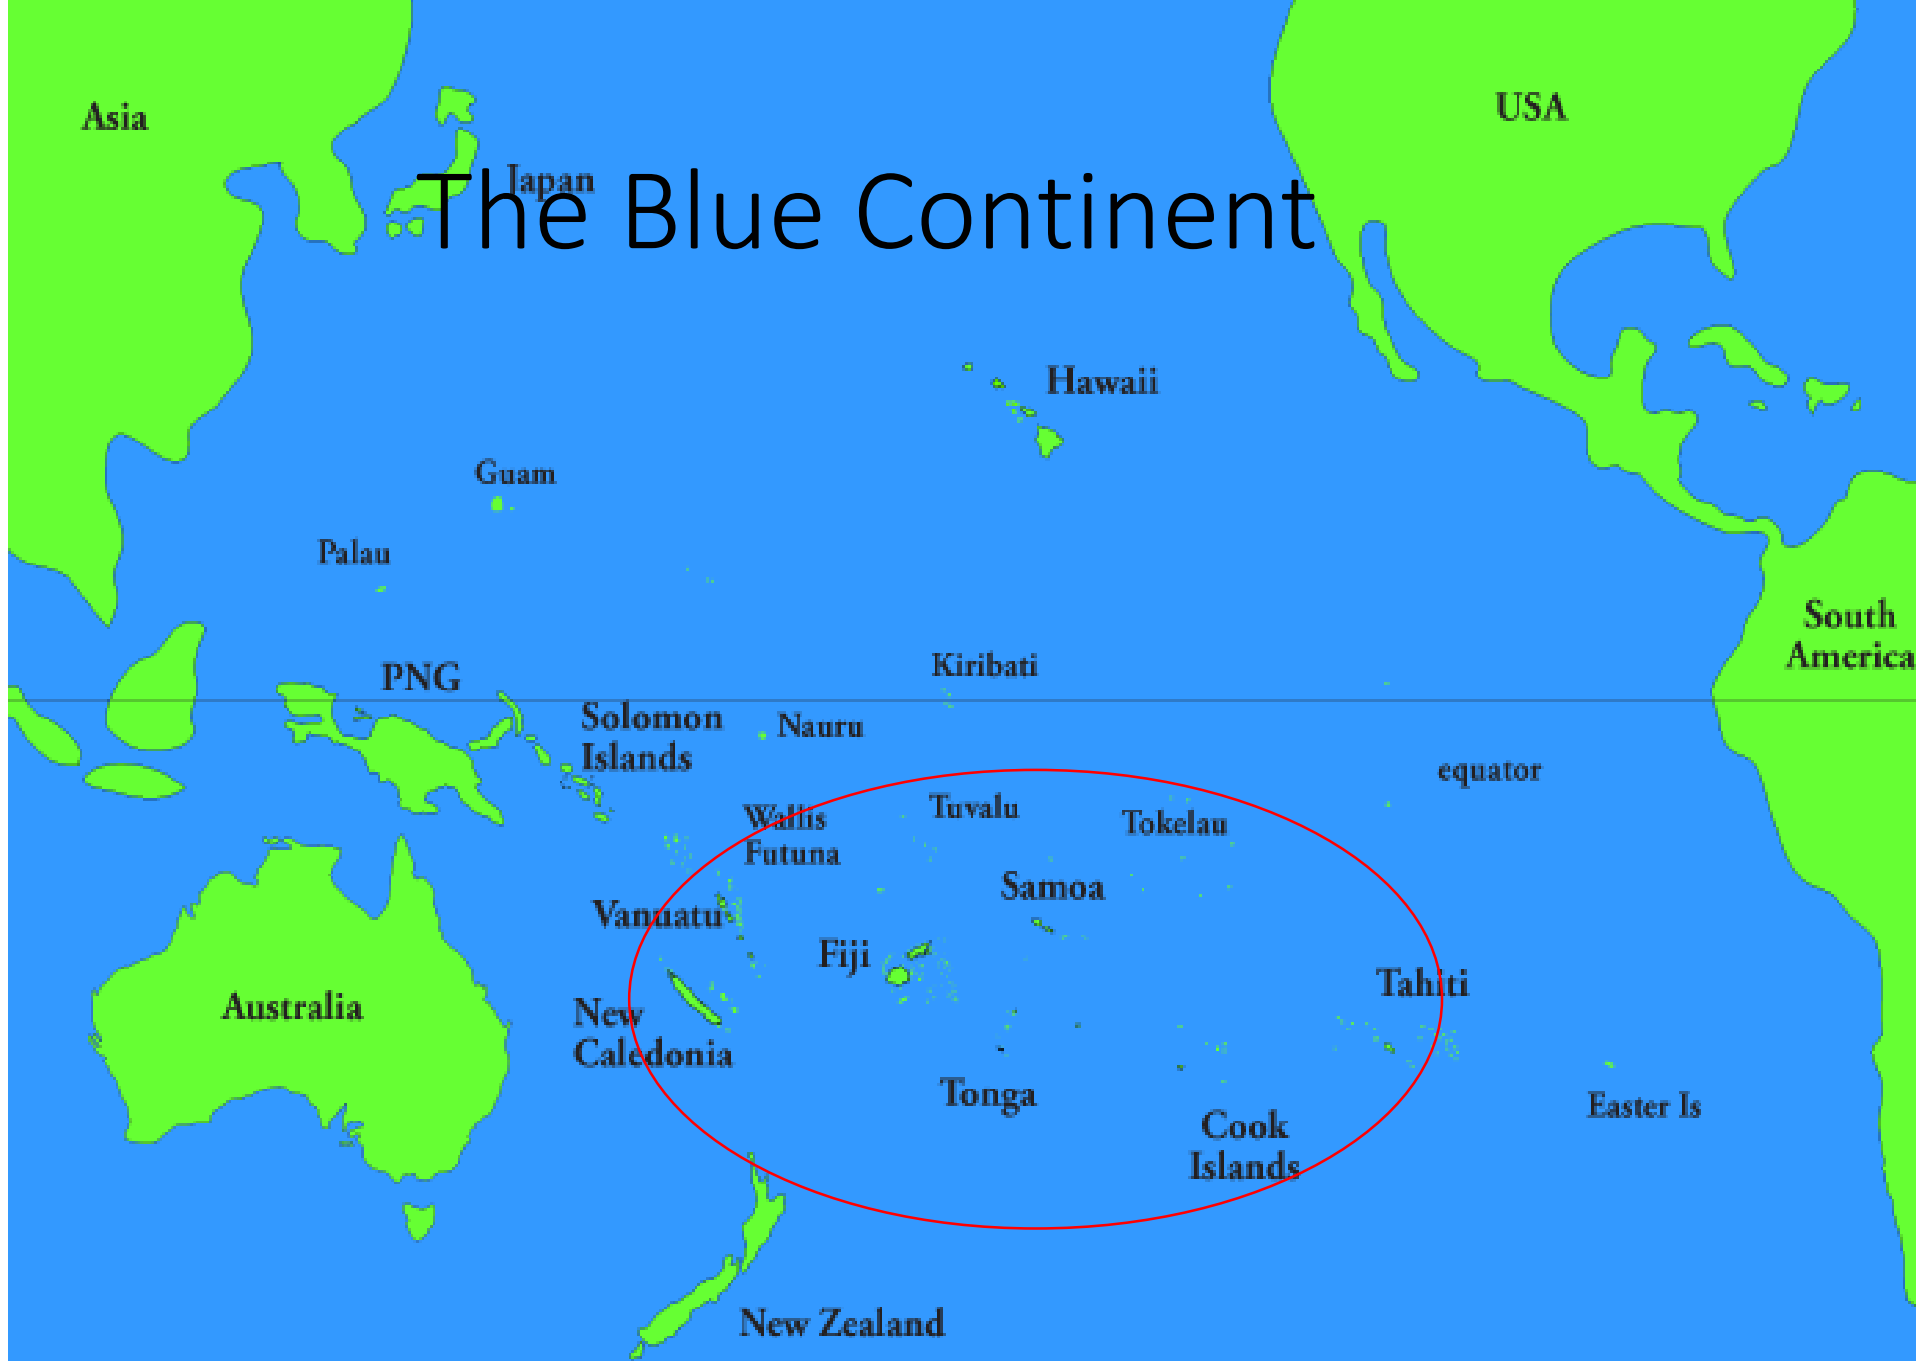 Asia
USA
Japan
The Blue Continent
Hawaii
Guam
Palau
South
America
Kiribati
PNG
Solomon
Islands
Nauru
equator
Wallis
Futuna
Tuvalu
Tokelau
Samoa
Vanuatu
Fiji
Tahiti
Australia
New
Caledonia
Tonga
Easter Is
Cook
Islands
New Zealand